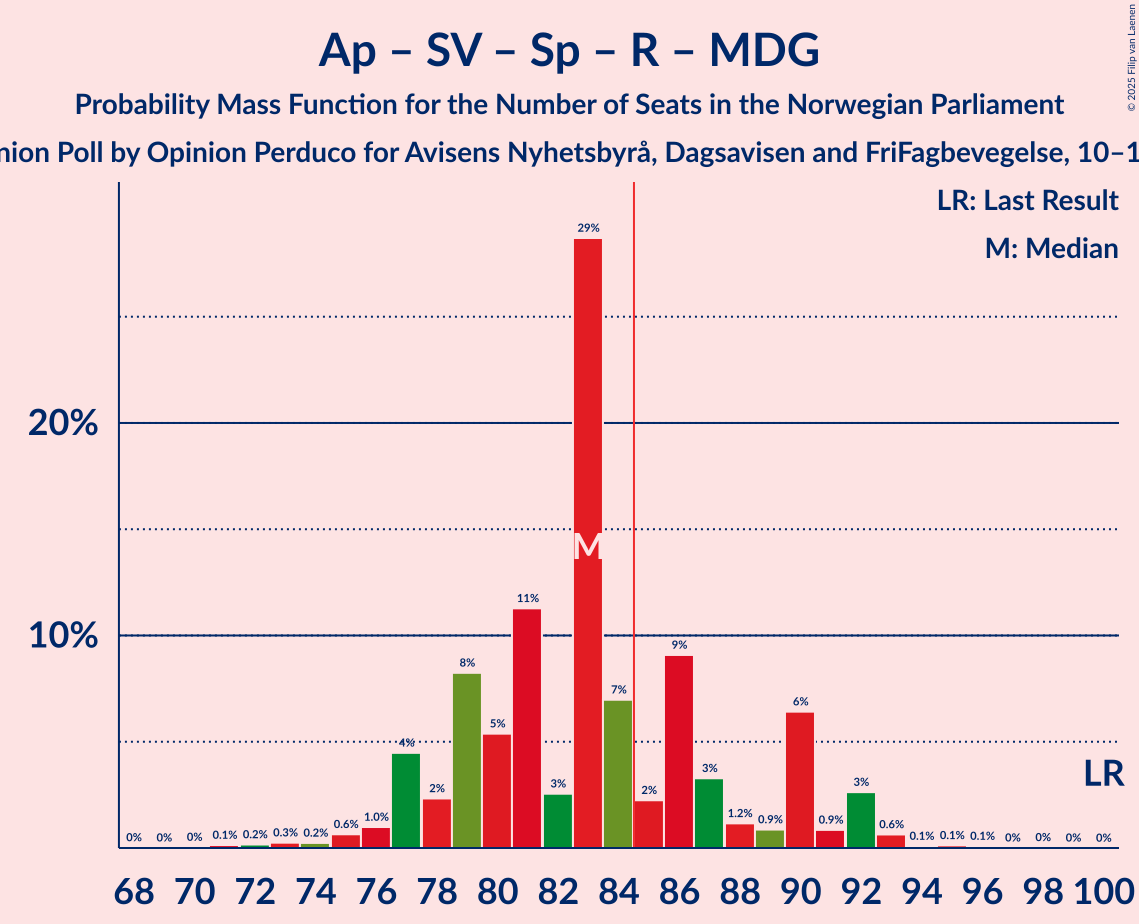 Ap – SV – Sp – R – MDG
Probability Mass Function for the Number of Seats in the Norwegian Parliament
nion Poll by Opinion Perduco for Avisens Nyhetsbyrå, Dagsavisen and FriFagbevegelse, 10–1
© 2025 Filip van Laenen
LR: Last Result
M: Median
29%
20%
M
11%
10%
9%
8%
7%
6%
5%
4%
3%
3%
3%
2%
2%
LR
0% 0% 0% 0.1% 0.2% 0.3% 0.2% 0.6% 1.0% 1.2% 0.9% 0.9% 0.6% 0.1% 0.1% 0.1% 0% 0% 0% 0%
68 70 72 74 76 78 80 82 84 86 88 90 92 94 96 98 100